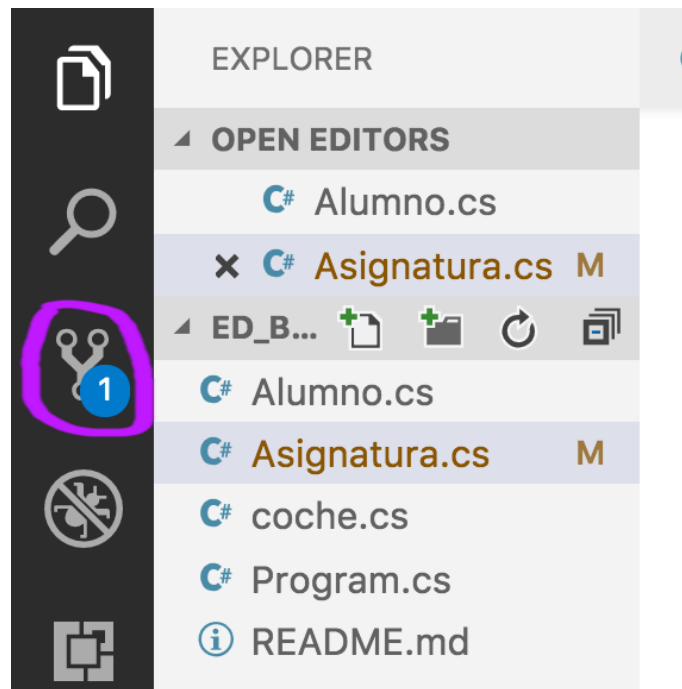 EXPLORER
OPEN EDITORS
C# Alumno.cs
C# Asignatura.cs M
ED_B...
1
C# Alumno.cs
C# Asignatura.cs M
C# coche.cs
C# Program.cs
README.md